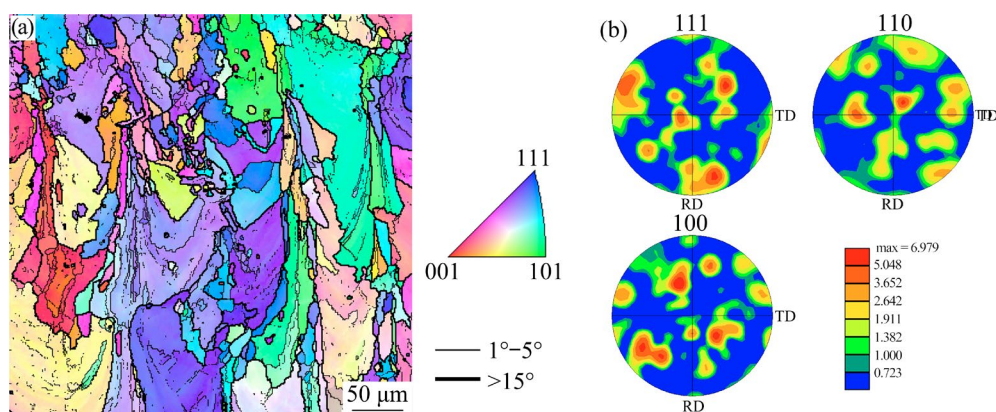 (a)
50 μm
111
001
101
1°−5°
>15°
(b)
111
TD
RD
110
TD
RD
100
TD
RD
max = 6.979
5.048
3.652
2.642
1.911
1.382
1.000
0.723